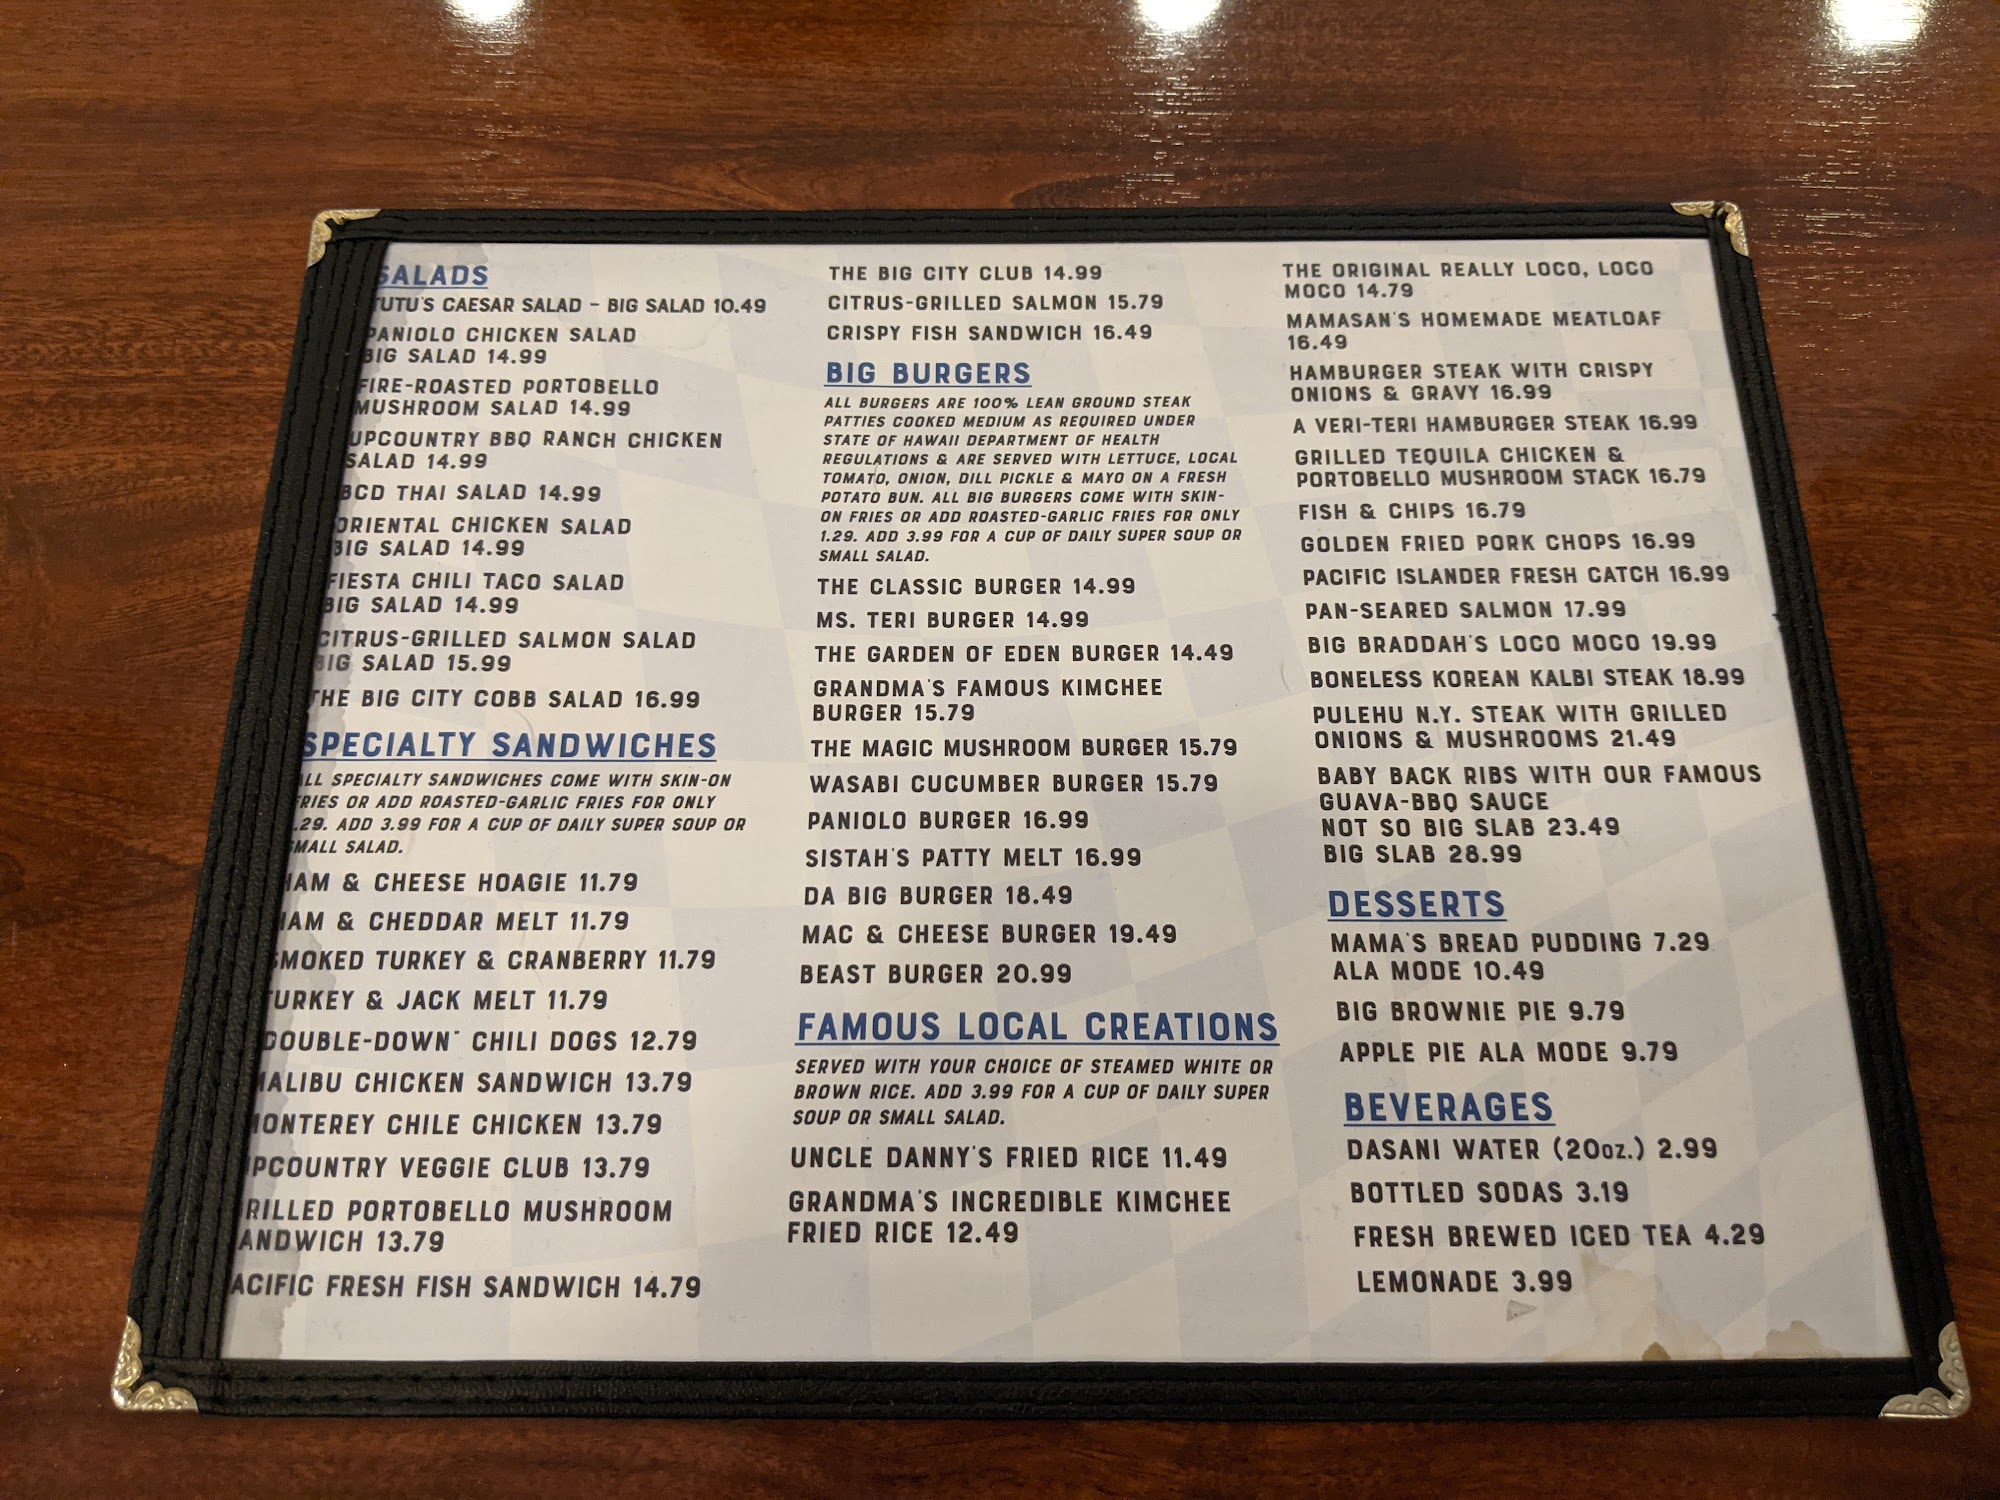 SALADS
TUTU'S CAESAR SALAD - BIG SALAD 10.49
PANIOLO CHICKEN SALAD
BIG SALAD 14.99
FIRE-ROASTED PORTOBELLO
MUSHROOM SALAD 14.99
UPCOUNTRY BBQ RANCH CHICKEN
SALAD 14.99
BCD THAI SALAD 14.99
ORIENTAL CHICKEN SALAD
BIG SALAD 14.99
FIESTA CHILI TACO SALAD
BIG SALAD 14.99
CITRUS-GRILLED SALMON SALAD
BIG SALAD 15.99
THE BIG CITY COBB SALAD 16.99
SPECIALTY SANDWICHES
ALL SPECIALTY SANDWICHES COME WITH SKIN-ON
FRIES OR ADD ROASTED-GARLIC FRIES FOR ONLY
.29. ADD 3.99 FOR A CUP OF DAILY SUPER SOUP OR
SMALL SALAD.
HAM & CHEESE HOAGIE 11.79
HAM & CHEDDAR MELT 11.79
SMOKED TURKEY & CRANBERRY 11.79
TURKEY & JACK MELT 11.79
DOUBLE-DOWN" CHILI DOGS 12.79
MALIBU CHICKEN SANDWICH 13.79
MONTEREY CHILE CHICKEN 13.79
UPCOUNTRY VEGGIE CLUB 13.79
GRILLED PORTOBELLO MUSHROOM
SANDWICH 13.79
PACIFIC FRESH FISH SANDWICH 14.79
THE BIG CITY CLUB 14.99
CITRUS-GRILLED SALMON 15.79
CRISPY FISH SANDWICH 16.49
BIG BURGERS
ALL BURGERS ARE 100% LEAN GROUND STEAK
PATTIES COOKED MEDIUM AS REQUIRED UNDER
STATE OF HAWAII DEPARTMENT OF HEALTH
REGULATIONS & ARE SERVED WITH LETTUCE, LOCAL
TOMATO, ONION, DILL PICKLE & MAYO ON A FRESH
POTATO BUN. ALL BIG BURGERS COME WITH SKIN-
ON FRIES OR ADD ROASTED-GARLIC FRIES FOR ONLY
1.29. ADD 3.99 FOR A CUP OF DAILY SUPER SOUP OR
SMALL SALAD.
THE CLASSIC BURGER 14.99
MS. TERI BURGER 14.99
THE GARDEN OF EDEN BURGER 14.49
GRANDMA'S FAMOUS KIMCHEE
BURGER 15.79
THE MAGIC MUSHROOM BURGER 15.79
WASABI CUCUMBER BURGER 15.79
PANIOLO BURGER 16.99
SISTAH'S PATTY MELT 16.99
DA BIG BURGER 18.49
MAC & CHEESE BURGER 19.49
BEAST BURGER 20.99
FAMOUS LOCAL CREATIONS
SERVED WITH YOUR CHOICE OF STEAMED WHITE OR
BROWN RICE. ADD 3.99 FOR A CUP OF DAILY SUPER
SOUP OR SMALL SALAD.
UNCLE DANNY'S FRIED RICE 11.49
GRANDMA'S INCREDIBLE KIMCHEE
FRIED RICE 12.49
THE ORIGINAL REALLY LOCO, LOCO
MOCO 14.79
MAMASAN'S HOMEMADE MEATLOAF
16.49
HAMBURGER STEAK WITH CRISPY
ONIONS & GRAVY 16.99
A VERI-TERI HAMBURGER STEAK 16.99
GRILLED TEQUILA CHICKEN &
PORTOBELLO MUSHROOM STACK 16.79
FISH & CHIPS 16.79
GOLDEN FRIED PORK CHOPS 16.99
PACIFIC ISLANDER FRESH CATCH 16.99
PAN-SEARED SALMON 17.99
BIG BRADDAH'S LOCO MOCO 19.99
BONELESS KOREAN KALBI STEAK 18.99
PULEHU N.Y. STEAK WITH GRILLED
ONIONS & MUSHROOMS 21.49
BABY BACK RIBS WITH OUR FAMOUS
GUAVA-BBQ SAUCE
NOT SO BIG SLAB 23.49
BIG SLAB 28.99
DESSERTS
MAMA'S BREAD PUDDING 7.29
ALA MODE 10.49
BIG BROWNIE PIE 9.79
APPLE PIE ALA MODE 9.79
BEVERAGES
DASANI WATER (20oz.) 2.99
BOTTLED SODAS 3.19
FRESH BREWED ICED TEA 4.29
LEMONADE 3.99